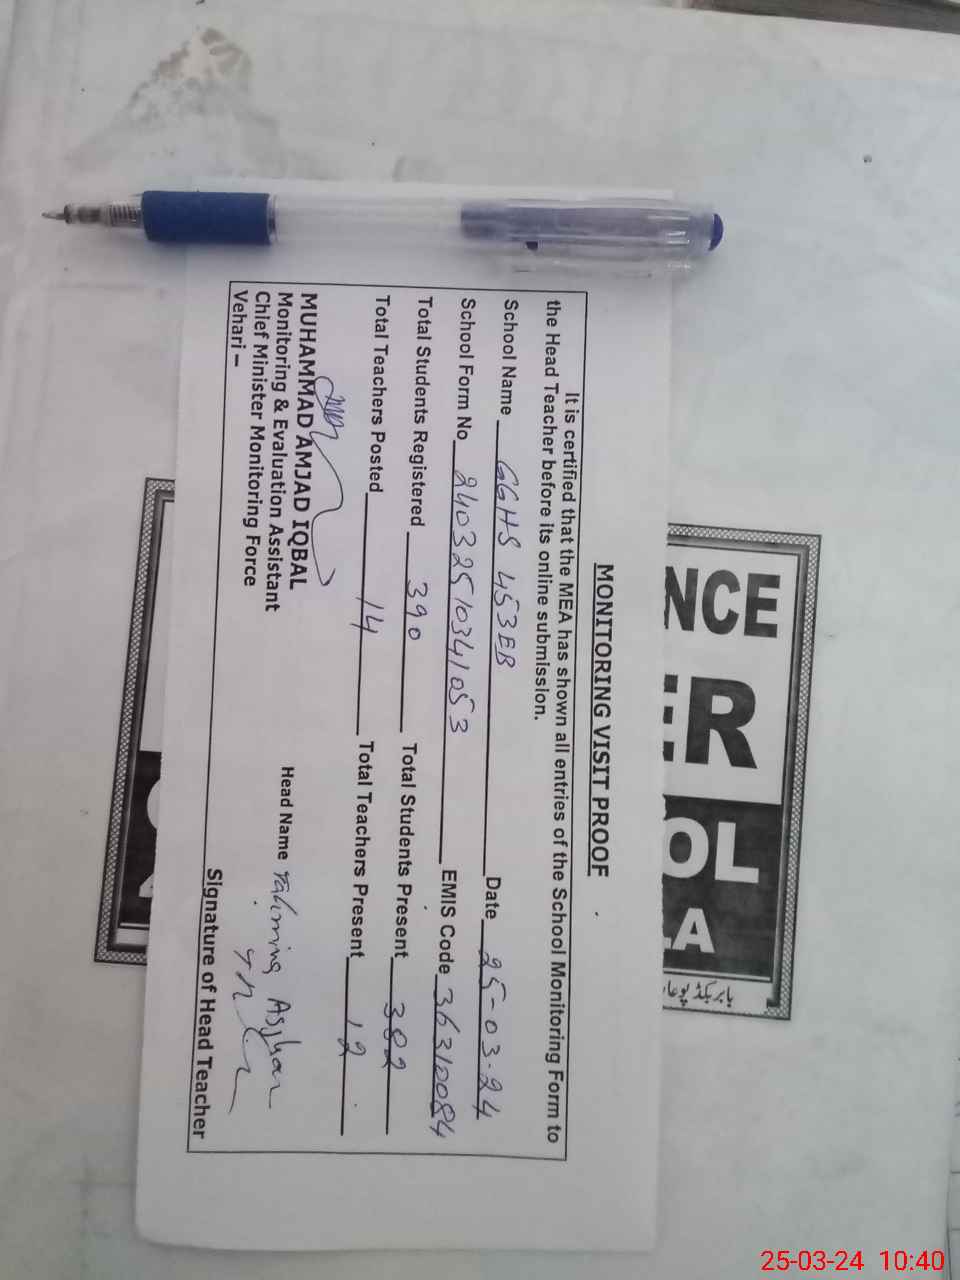 MONITORING VISIT PROOF
It is certified that the MEA has shown all entries of the School Monitoring Form to
the Head Teacher before its online submission.
School Name GGHS 453EB Date 25-03-24
School Form No 24032510341053 EMIS Code 36310084
Total Students Registered 390 Total Students Present 382
Total Teachers Posted 14 Total Teachers Present 12
MUHAMMAD AMJAD IQBAL
Monitoring & Evaluation Assistant
Chief Minister Monitoring Force
Vehari –
Head Name
Signature of Head Teacher
NCE
ER
OL
LA
25-03-24 10:40